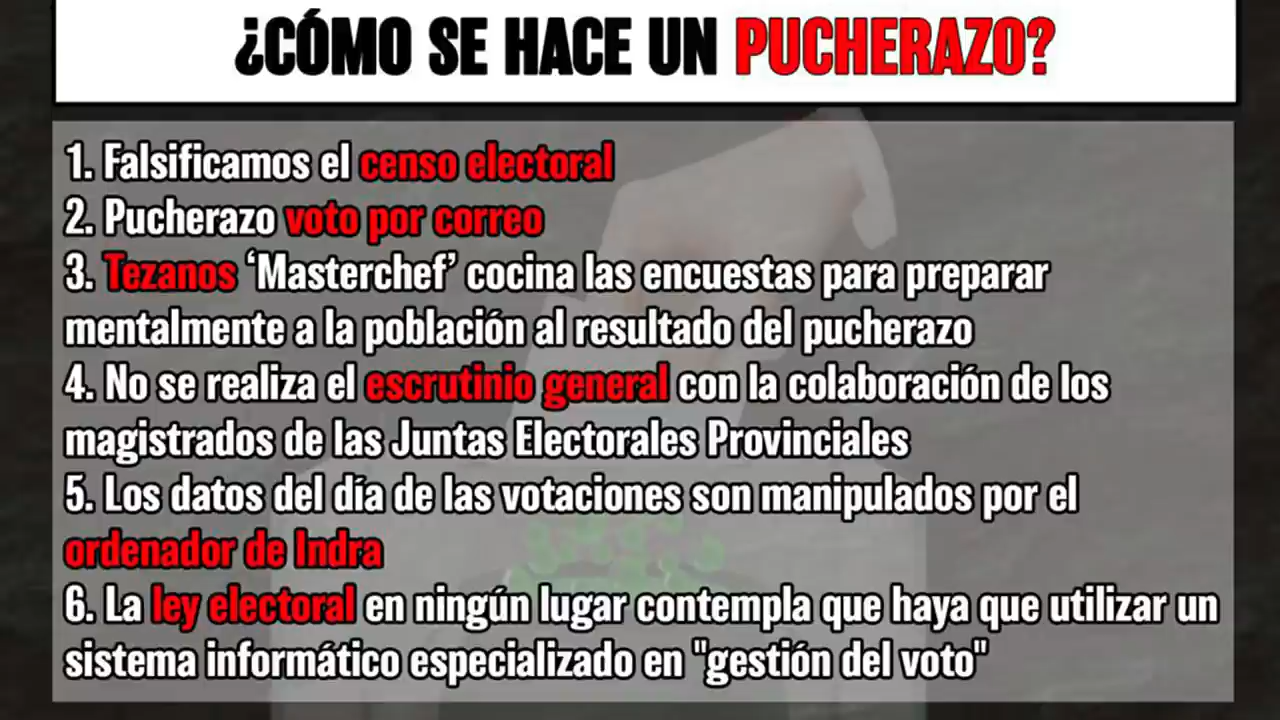 ¿CÓMO SE HACE UN PUCHERAZO?
1. Falsificamos el censo electoral
2. Pucherazo voto por correo
3. Tezanos ‘Masterchef’ cocina las encuestas para preparar
mentalmente a la población al resultado del pucherazo
4. No se realiza el escrutinio general con la colaboración de los
magistrados de las Juntas Electorales Provinciales
5. Los datos del día de las votaciones son manipulados por el
ordenador de Indra
6. La ley electoral en ningún lugar contempla que haya que utilizar un
sistema informático especializado en "gestión del voto"